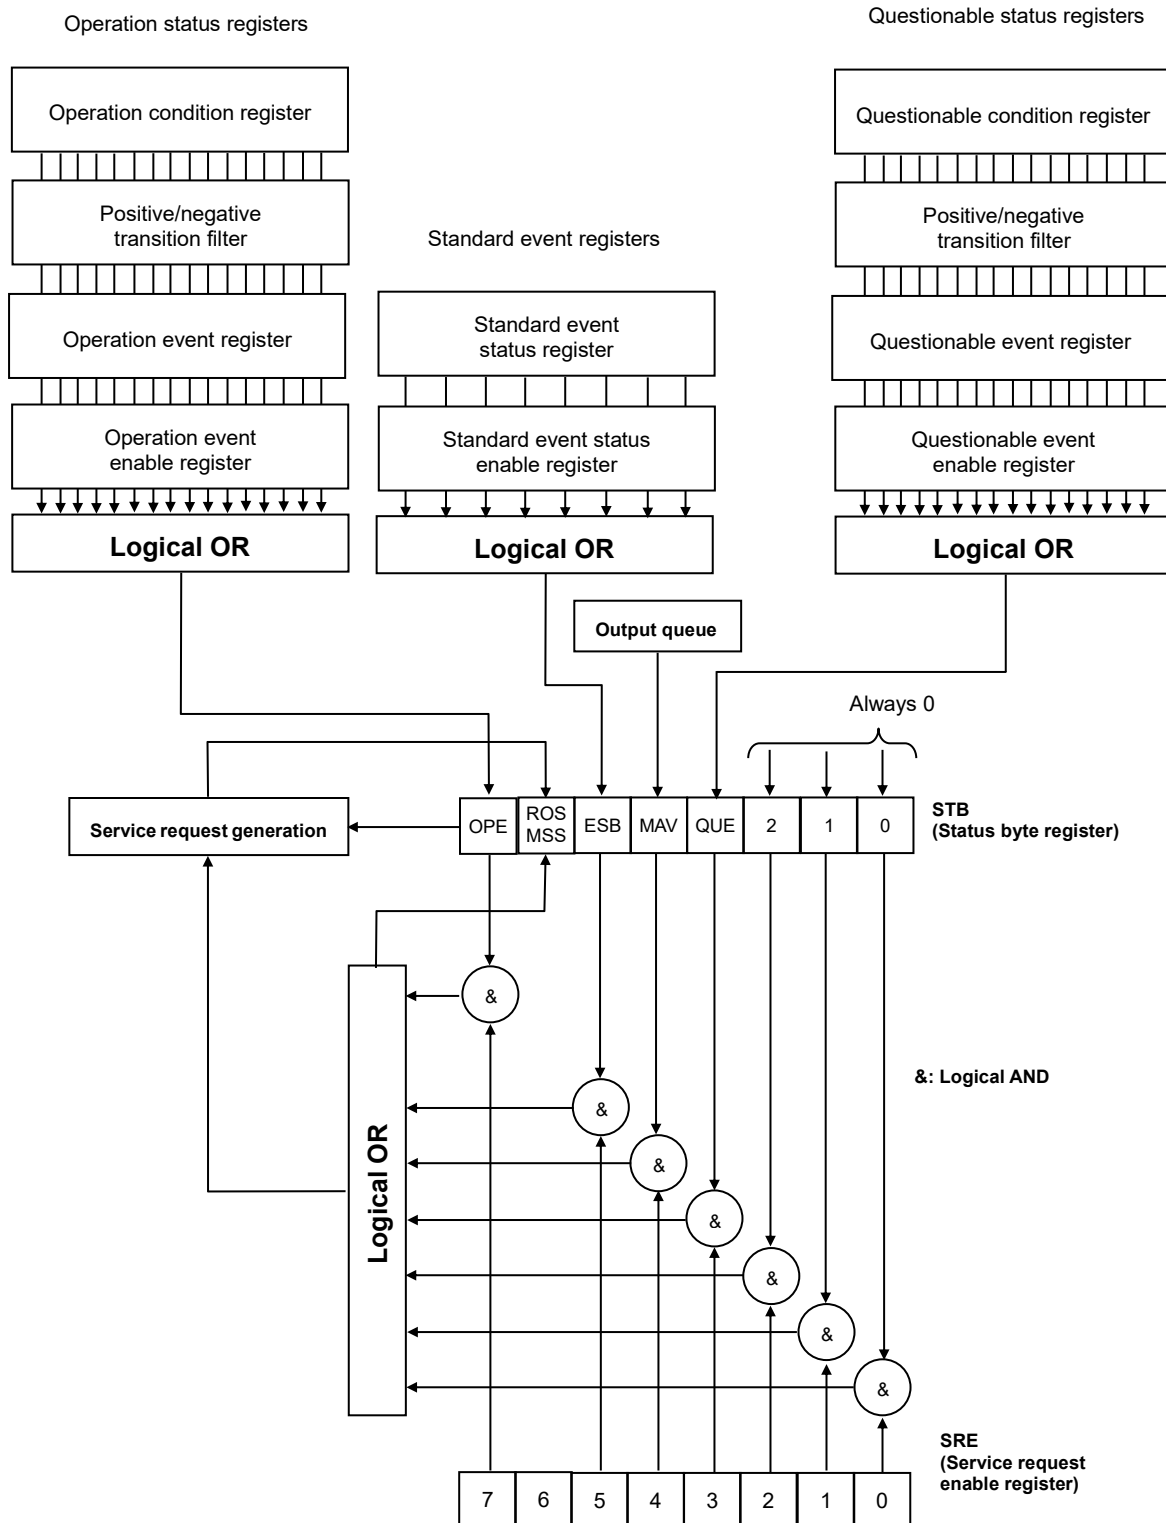 Operation status registers
Questionable status registers
Operation condition register
Questionable condition register
Positive/negative
transition filter
Positive/negative
transition filter
Standard event registers
Operation event register
Standard event
status register
Questionable event register
Operation event
enable register
Standard event status
enable register
Questionable event
enable register
Logical OR
Logical OR
Logical OR
Output queue
Always 0
Service request generation
OPE
ROS
MSS
ESB
MAV
QUE
2
1
0
STB
(Status byte register)
&
&: Logical AND
&
&
&
&
&
&
Logical OR
SRE
(Service request
enable register)
7
6
5
4
3
2
1
0